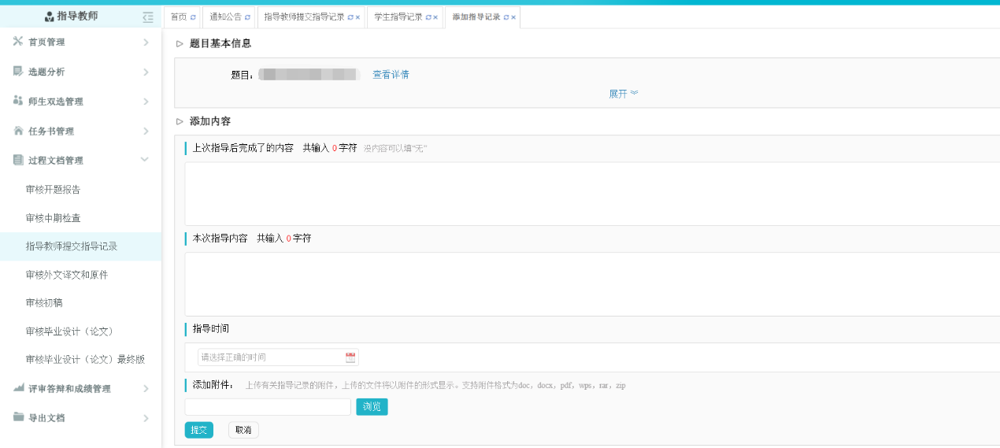 指导教师
首页 通知公告 指导教师提交指导记录 学生指导记录 添加指导记录
首页管理
选题分析
师生双选管理
任务书管理
过程文档管理
审核开题报告
审核中期检查
指导教师提交指导记录
审核外文译文和原件
审核初稿
审核毕业设计（论文）
审核毕业设计（论文）最终版
评审答辩和成绩管理
导出文档
题目基本信息
题目： 查看详情
展开
添加内容
上次指导后完成了的内容 共输入 0 字符 没内容可以填“无”
本次指导内容 共输入 0 字符
指导时间
请选择正确的时间
添加附件： 上传有关指导记录的附件，上传的文件将以附件的形式显示。支持附件格式为doc，docx，pdf，wps，rar，zip
浏览
提交 取消